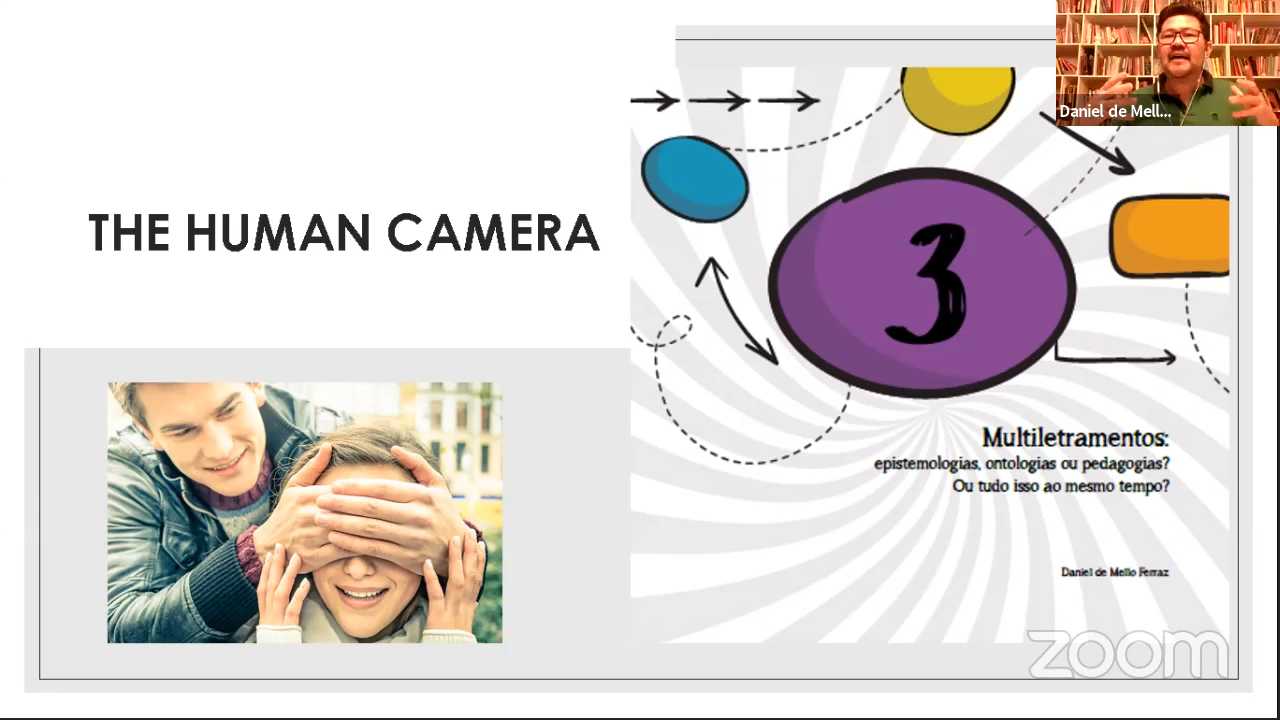 THE HUMAN CAMERA
Daniel de Mell...
3
Multiletramentos:
epistemologias, ontologias ou pedagogias?
Ou tudo isso ao mesmo tempo?
Daniel de Mello Ferraz
zoom